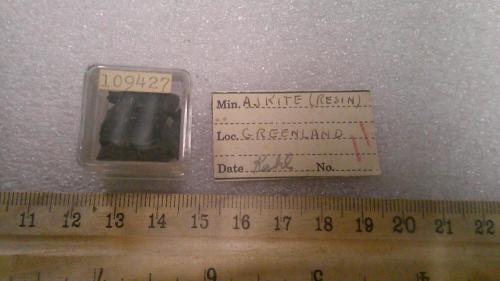 109427
Min. AJKITE (RESIN)
Loc. GREENLAND
Date Kahl No.
11 12 13 14 15 16 17 18 19 20 21 22